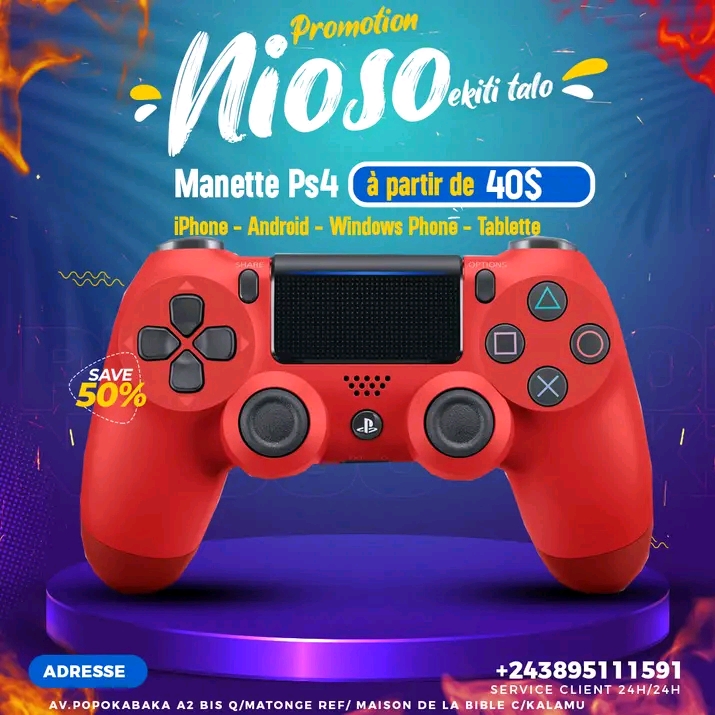 Promotion
Nioso
ekiti talo
Manette Ps4 à partir de 40$
iPhone - Android - Windows Phone - Tablette
SHARE
OPTIONS
SAVE
50%
ADRESSE
+243895111591
SERVICE CLIENT 24H/24H
AV.POPOKABAKA A2 BIS Q/MATONGE REF/ MAISON DE LA BIBLE C/KALAMU